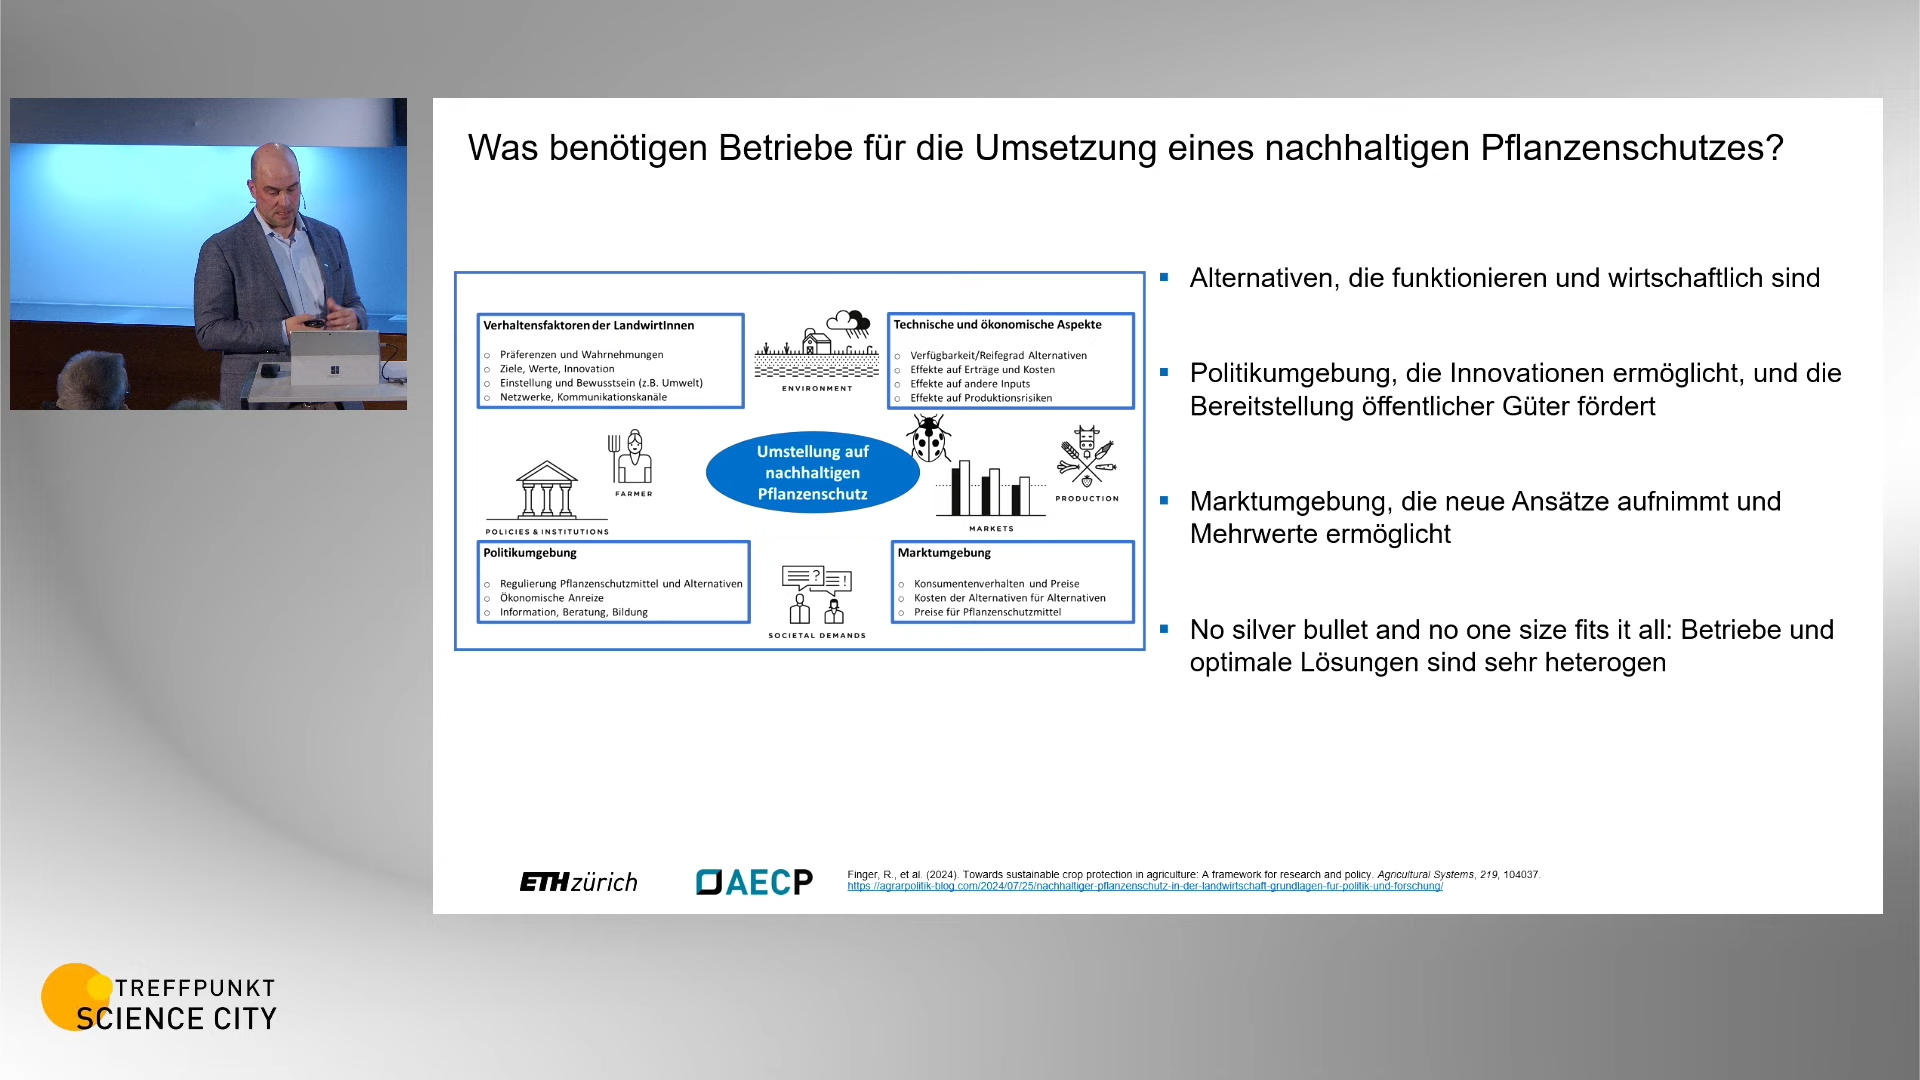 Was benötigen Betriebe für die Umsetzung eines nachhaltigen Pflanzenschutzes?
Verhaltensfaktoren der LandwirtInnen
o Präferenzen und Wahrnehmungen
o Ziele, Werte, Innovation
o Einstellung und Bewusstsein (z.B. Umwelt)
o Netzwerke, Kommunikationskanäle
ENVIRONMENT
Technische und ökonomische Aspekte
o Verfügbarkeit/Reifegrad Alternativen
o Effekte auf Erträge und Kosten
o Effekte auf andere Inputs
o Effekte auf Produktionsrisiken
FARMER
POLICIES & INSTITUTIONS
Umstellung auf
nachhaltigen
Pflanzenschutz
MARKETS
PRODUCTION
Politikumgebung
o Regulierung Pflanzenschutzmittel und Alternativen
o Ökonomische Anreize
o Information, Beratung, Bildung
SOCIETAL DEMANDS
Marktumgebung
o Konsumentenverhalten und Preise
o Kosten der Alternativen für Alternativen
o Preise für Pflanzenschutzmittel
▪ Alternativen, die funktionieren und wirtschaftlich sind
▪ Politikumgebung, die Innovationen ermöglicht, und die
Bereitstellung öffentlicher Güter fördert
▪ Marktumgebung, die neue Ansätze aufnimmt und
Mehrwerte ermöglicht
▪ No silver bullet and no one size fits it all: Betriebe und
optimale Lösungen sind sehr heterogen
ETH zürich
AECP
Finger, R., et al. (2024). Towards sustainable crop protection in agriculture: A framework for research and policy. Agricultural Systems, 219, 104037.
https://agrarpolitik-blog.com/2024/07/25/nachhaltiger-pflanzenschutz-in-der-landwirtschaft-grundlagen-fur-politik-und-forschung/
TREFFPUNKT
SCIENCE CITY